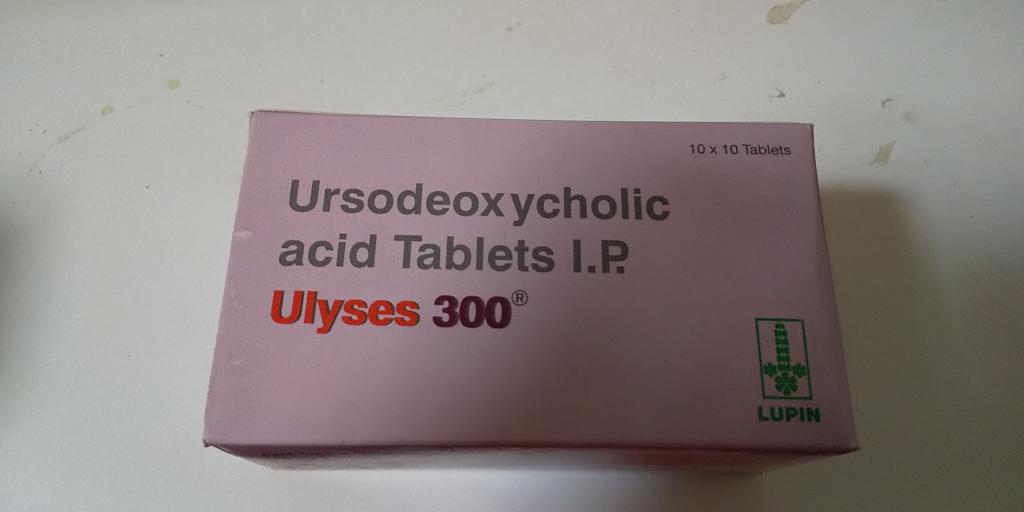 10 x 10 Tablets
Ursodeoxycholic
acid Tablets I.P.
Ulyses 300®
LUPIN